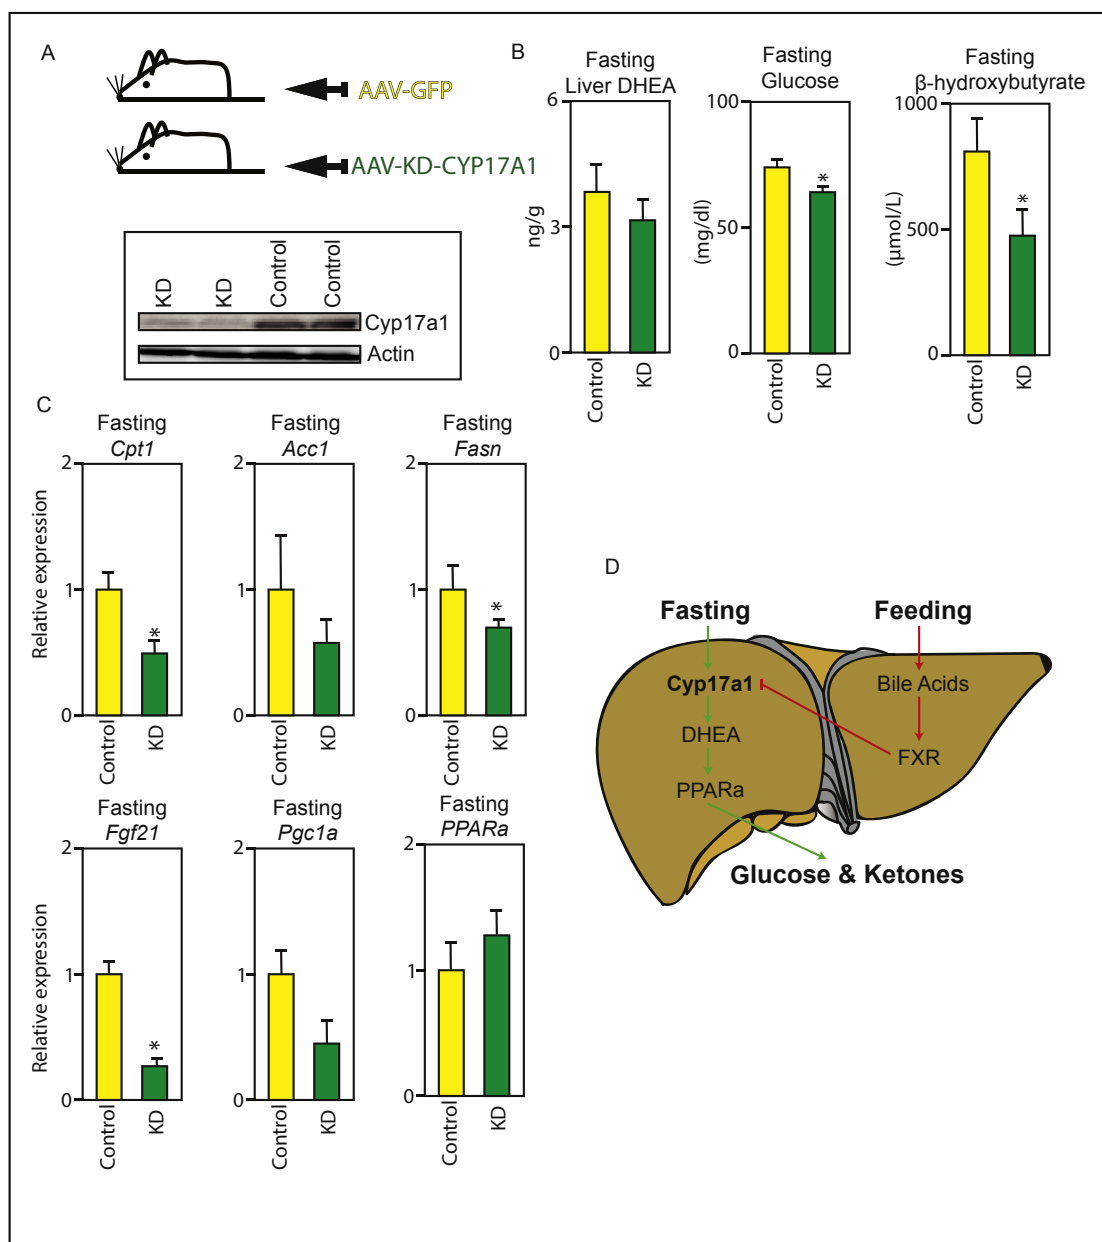 A
AAV-GFP
AAV-KD-CYP17A1
KD
KD
Control
Control
Cyp17a1
Actin
B
Fasting
Liver DHEA
6
3
0
ng/g
Control
KD
Fasting
Glucose
100
50
0
(mg/dl)
*
Control
KD
Fasting
β-hydroxybutyrate
1000
500
0
(μmol/L)
*
Control
KD
C
Fasting
Cpt1
2
1
0
Relative expression
*
Control
KD
Fasting
Acc1
2
1
0
Control
KD
Fasting
Fasn
2
1
0
*
Control
KD
Fasting
Fgf21
2
1
0
Relative expression
*
Control
KD
Fasting
Pgc1a
2
1
0
Control
KD
Fasting
PPARa
2
1
0
Control
KD
D
Fasting
Feeding
Cyp17a1
Bile Acids
DHEA
FXR
PPARa
Glucose & Ketones